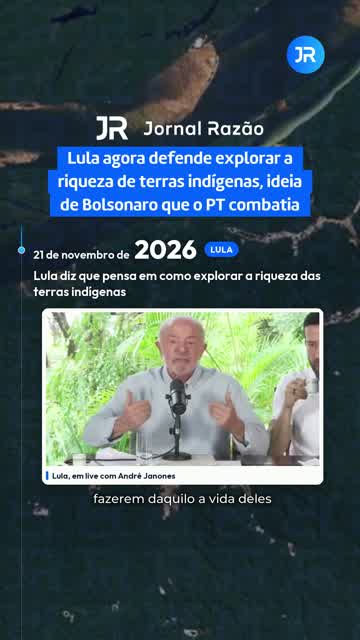 JR
JR Jornal Razão
Lula agora defende explorar a
riqueza de terras indígenas, ideia
de Bolsonaro que o PT combatia
21 de novembro de 2026 LULA
Lula diz que pensa em como explorar a riqueza das
terras indígenas
Lula, em live com André Janones
fazerem daquilo a vida deles